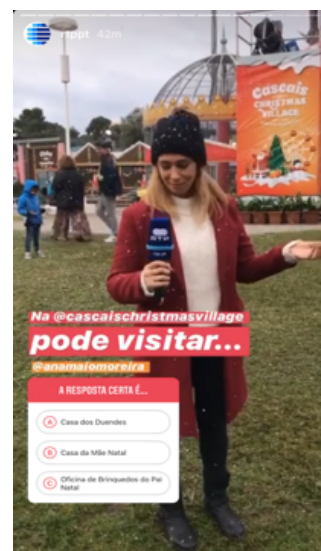 rtppt 42m
Cascais
CHRISTMAS
VILLAGE
RTP
Na @cascaischristmasvillage
pode visitar...
@anamaiomoreira
A RESPOSTA CERTA É...
A Casa dos Duendes
B Casa da Mãe Natal
C Oficina de Brinquedos do Pai
Natal